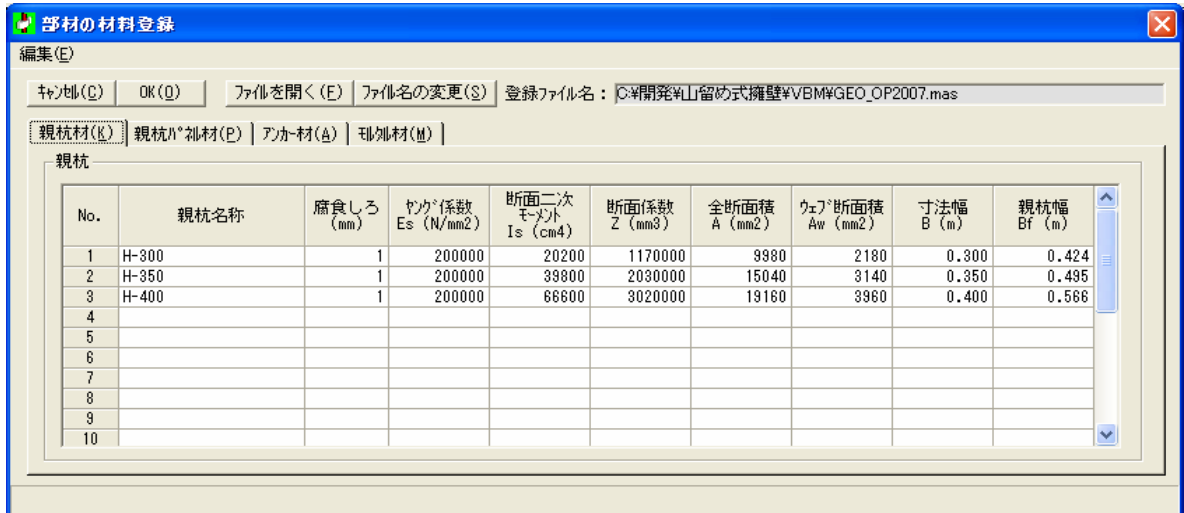 部材の材料登録
編集(E)
ｷｬﾝｾﾙ(C) OK(O) ﾌｧｲﾙを開く(F) ﾌｧｲﾙ名の変更(S) 登録ﾌｧｲﾙ名： C:¥開発¥山留め式擁壁¥VBM¥GEO_OP2007.mas
親杭材(K) 親杭ﾊﾟﾈﾙ材(P) ｱﾝｶｰ材(A) ﾓﾙﾀﾙ材(M)
親杭
No. 親杭名称 腐食しろ (mm) ﾔﾝｸﾞ係数 Es (N/mm2) 断面二次 ﾓｰﾒﾝﾄ Is (cm4) 断面係数 Z (mm3) 全断面積 A (mm2) ｳｪﾌﾞ断面積 Aw (mm2) 寸法幅 B (m) 親杭幅 Bf (m)
1 H-300 1 200000 20200 1170000 9980 2180 0.300 0.424
2 H-350 1 200000 39800 2030000 15040 3140 0.350 0.495
3 H-400 1 200000 66600 3020000 19160 3960 0.400 0.566
4
5
6
7
8
9
10